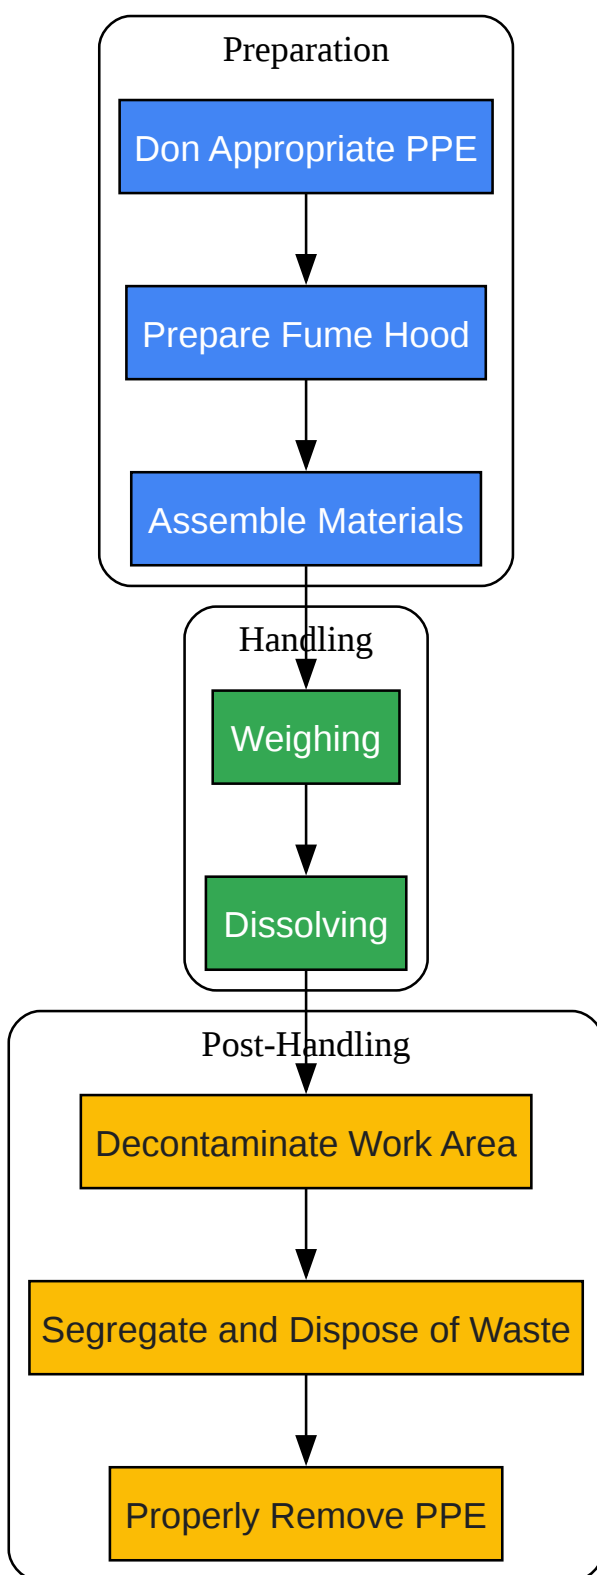 Preparation
Don Appropriate PPE
Prepare Fume Hood
Assemble Materials
Handling
Weighing
Dissolving
Post-Handling
Decontaminate Work Area
Segregate and Dispose of Waste
Properly Remove PPE